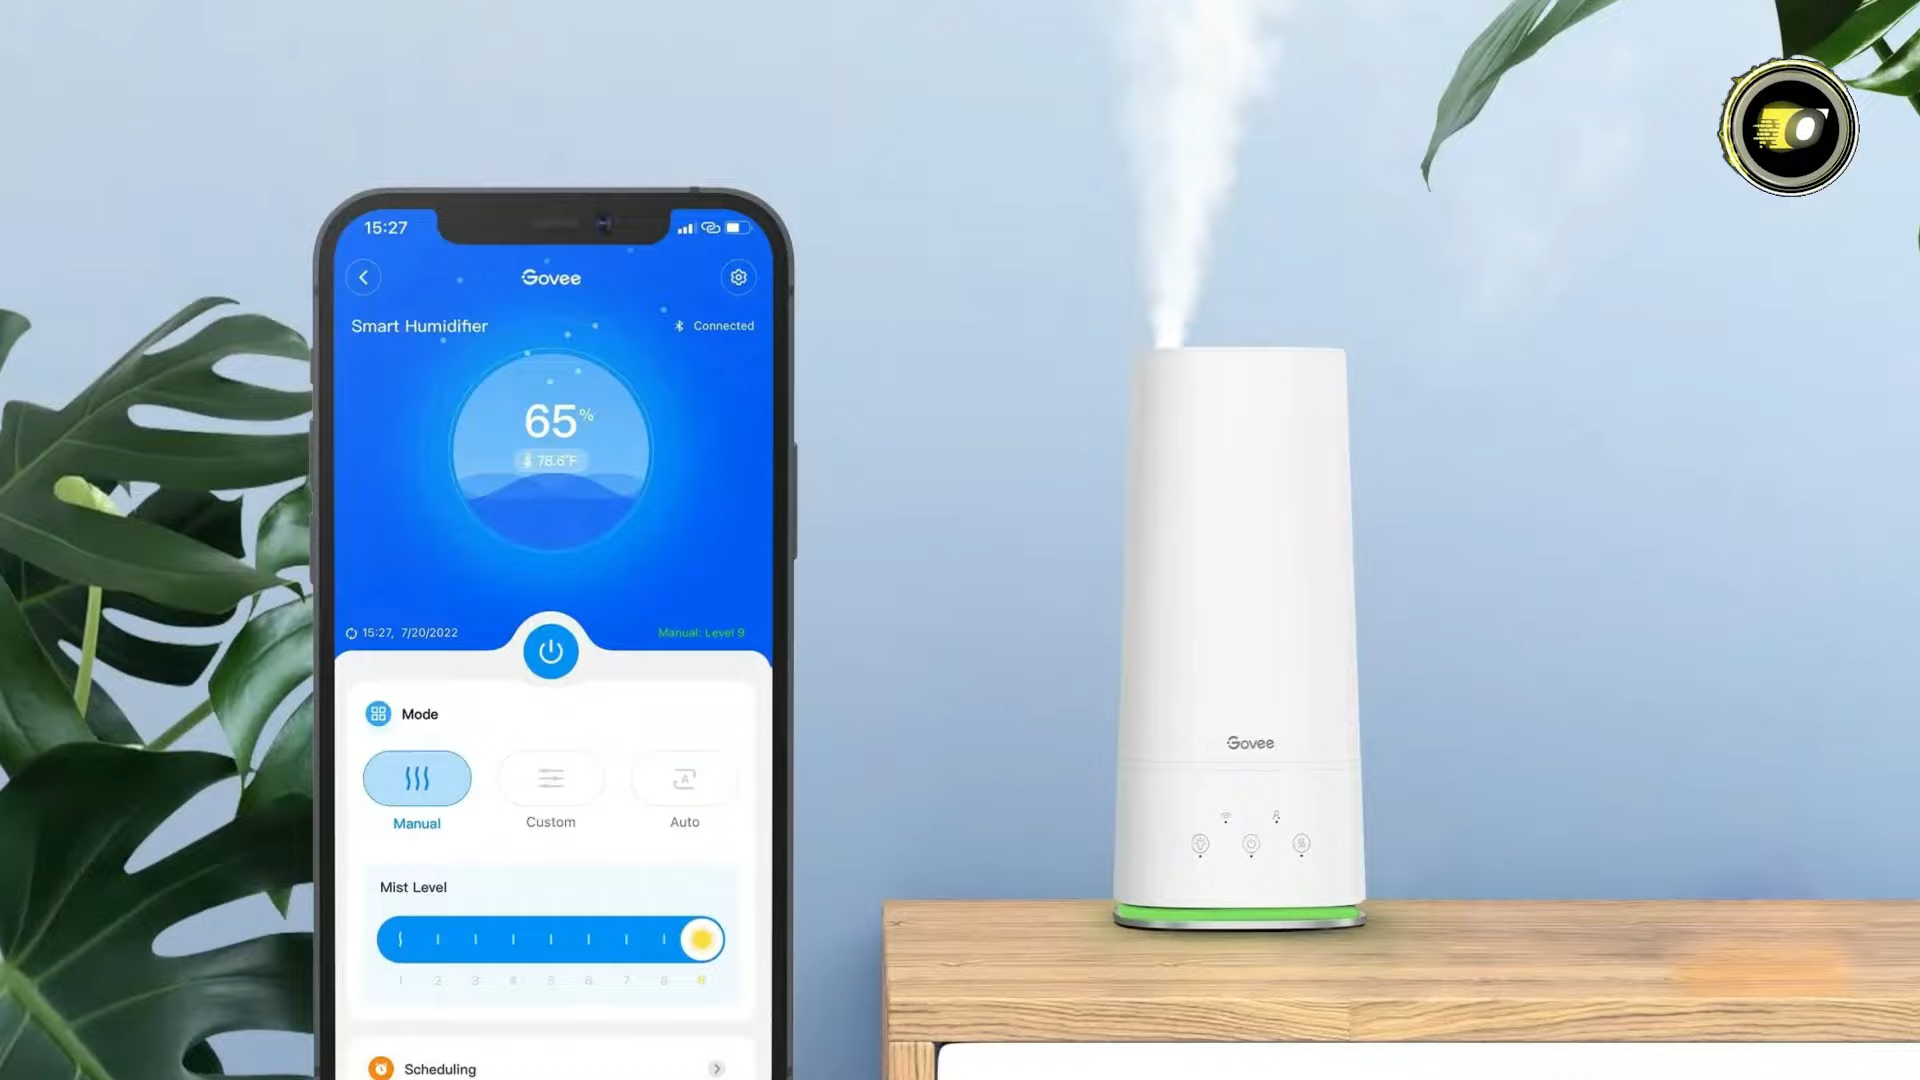 15:27
Govee
Smart Humidifier
Connected
65%
78.6°F
15:27, 7/20/2022
Manual: Level 9
Mode
Manual
Custom
A
Auto
Mist Level
1 2 3 4 5 6 7 8 9
Scheduling
Govee